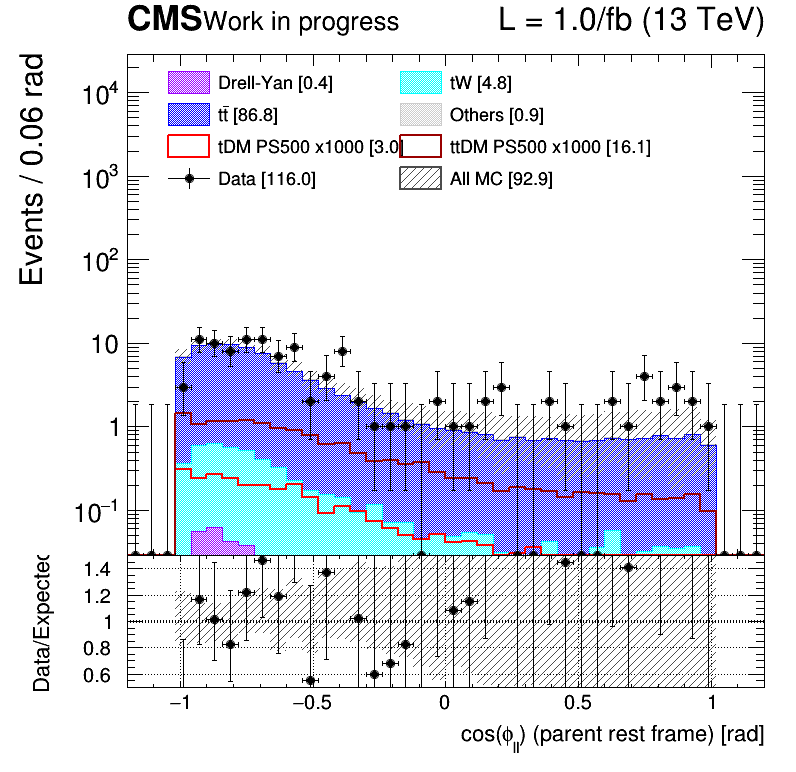 CMS Work in progress L = 1.0/fb (13 TeV)
Events / 0.06 rad
Drell-Yan [0.4] tW [4.8]
tt̄ [86.8] Others [0.9]
tDM PS500 x1000 [3.0] ttDM PS500 x1000 [16.1]
Data [116.0] All MC [92.9]
10⁴
10³
10²
10
1
10⁻¹
Data/Expected
1.4
1.2
1
0.8
0.6
−1 −0.5 0 0.5 1
cos(ϕ_ll) (parent rest frame) [rad]